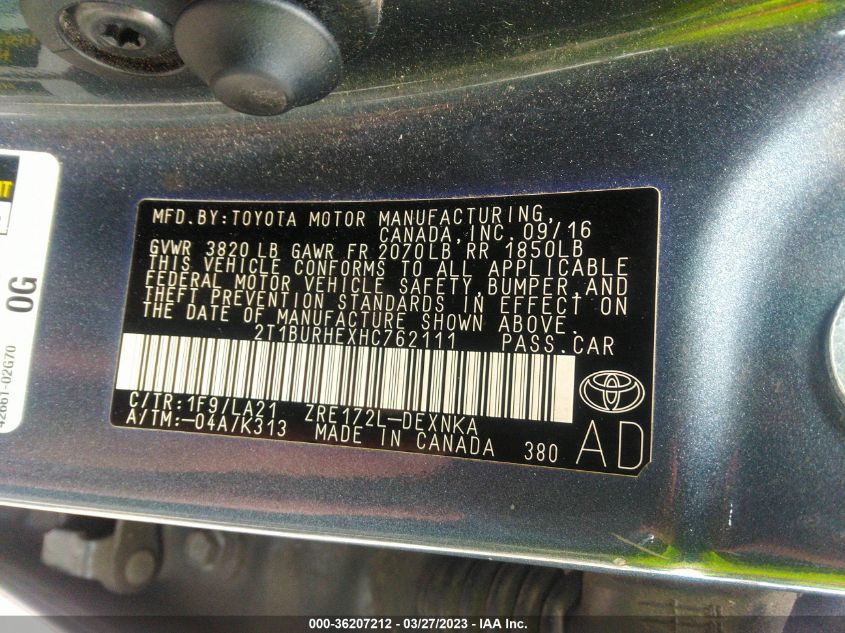 MFD. BY: TOYOTA MOTOR MANUFACTURING,
CANADA, INC. 09/16
GVWR 3820 LB GAWR FR 2070LB RR 1850LB
THIS VEHICLE CONFORMS TO ALL APPLICABLE
FEDERAL MOTOR VEHICLE SAFETY, BUMPER, AND
THEFT PREVENTION STANDARDS IN EFFECT ON
THE DATE OF MANUFACTURE SHOWN ABOVE.
2T1BURHEXHC762111 PASS. CAR
C/TR: 1F9/LA21 ZRE172L-DEXNKA
A/TM: -04A/K313 MADE IN CANADA 380 AD
0G
42661-02G70
000-36207212 - 03/27/2023 - IAA Inc.